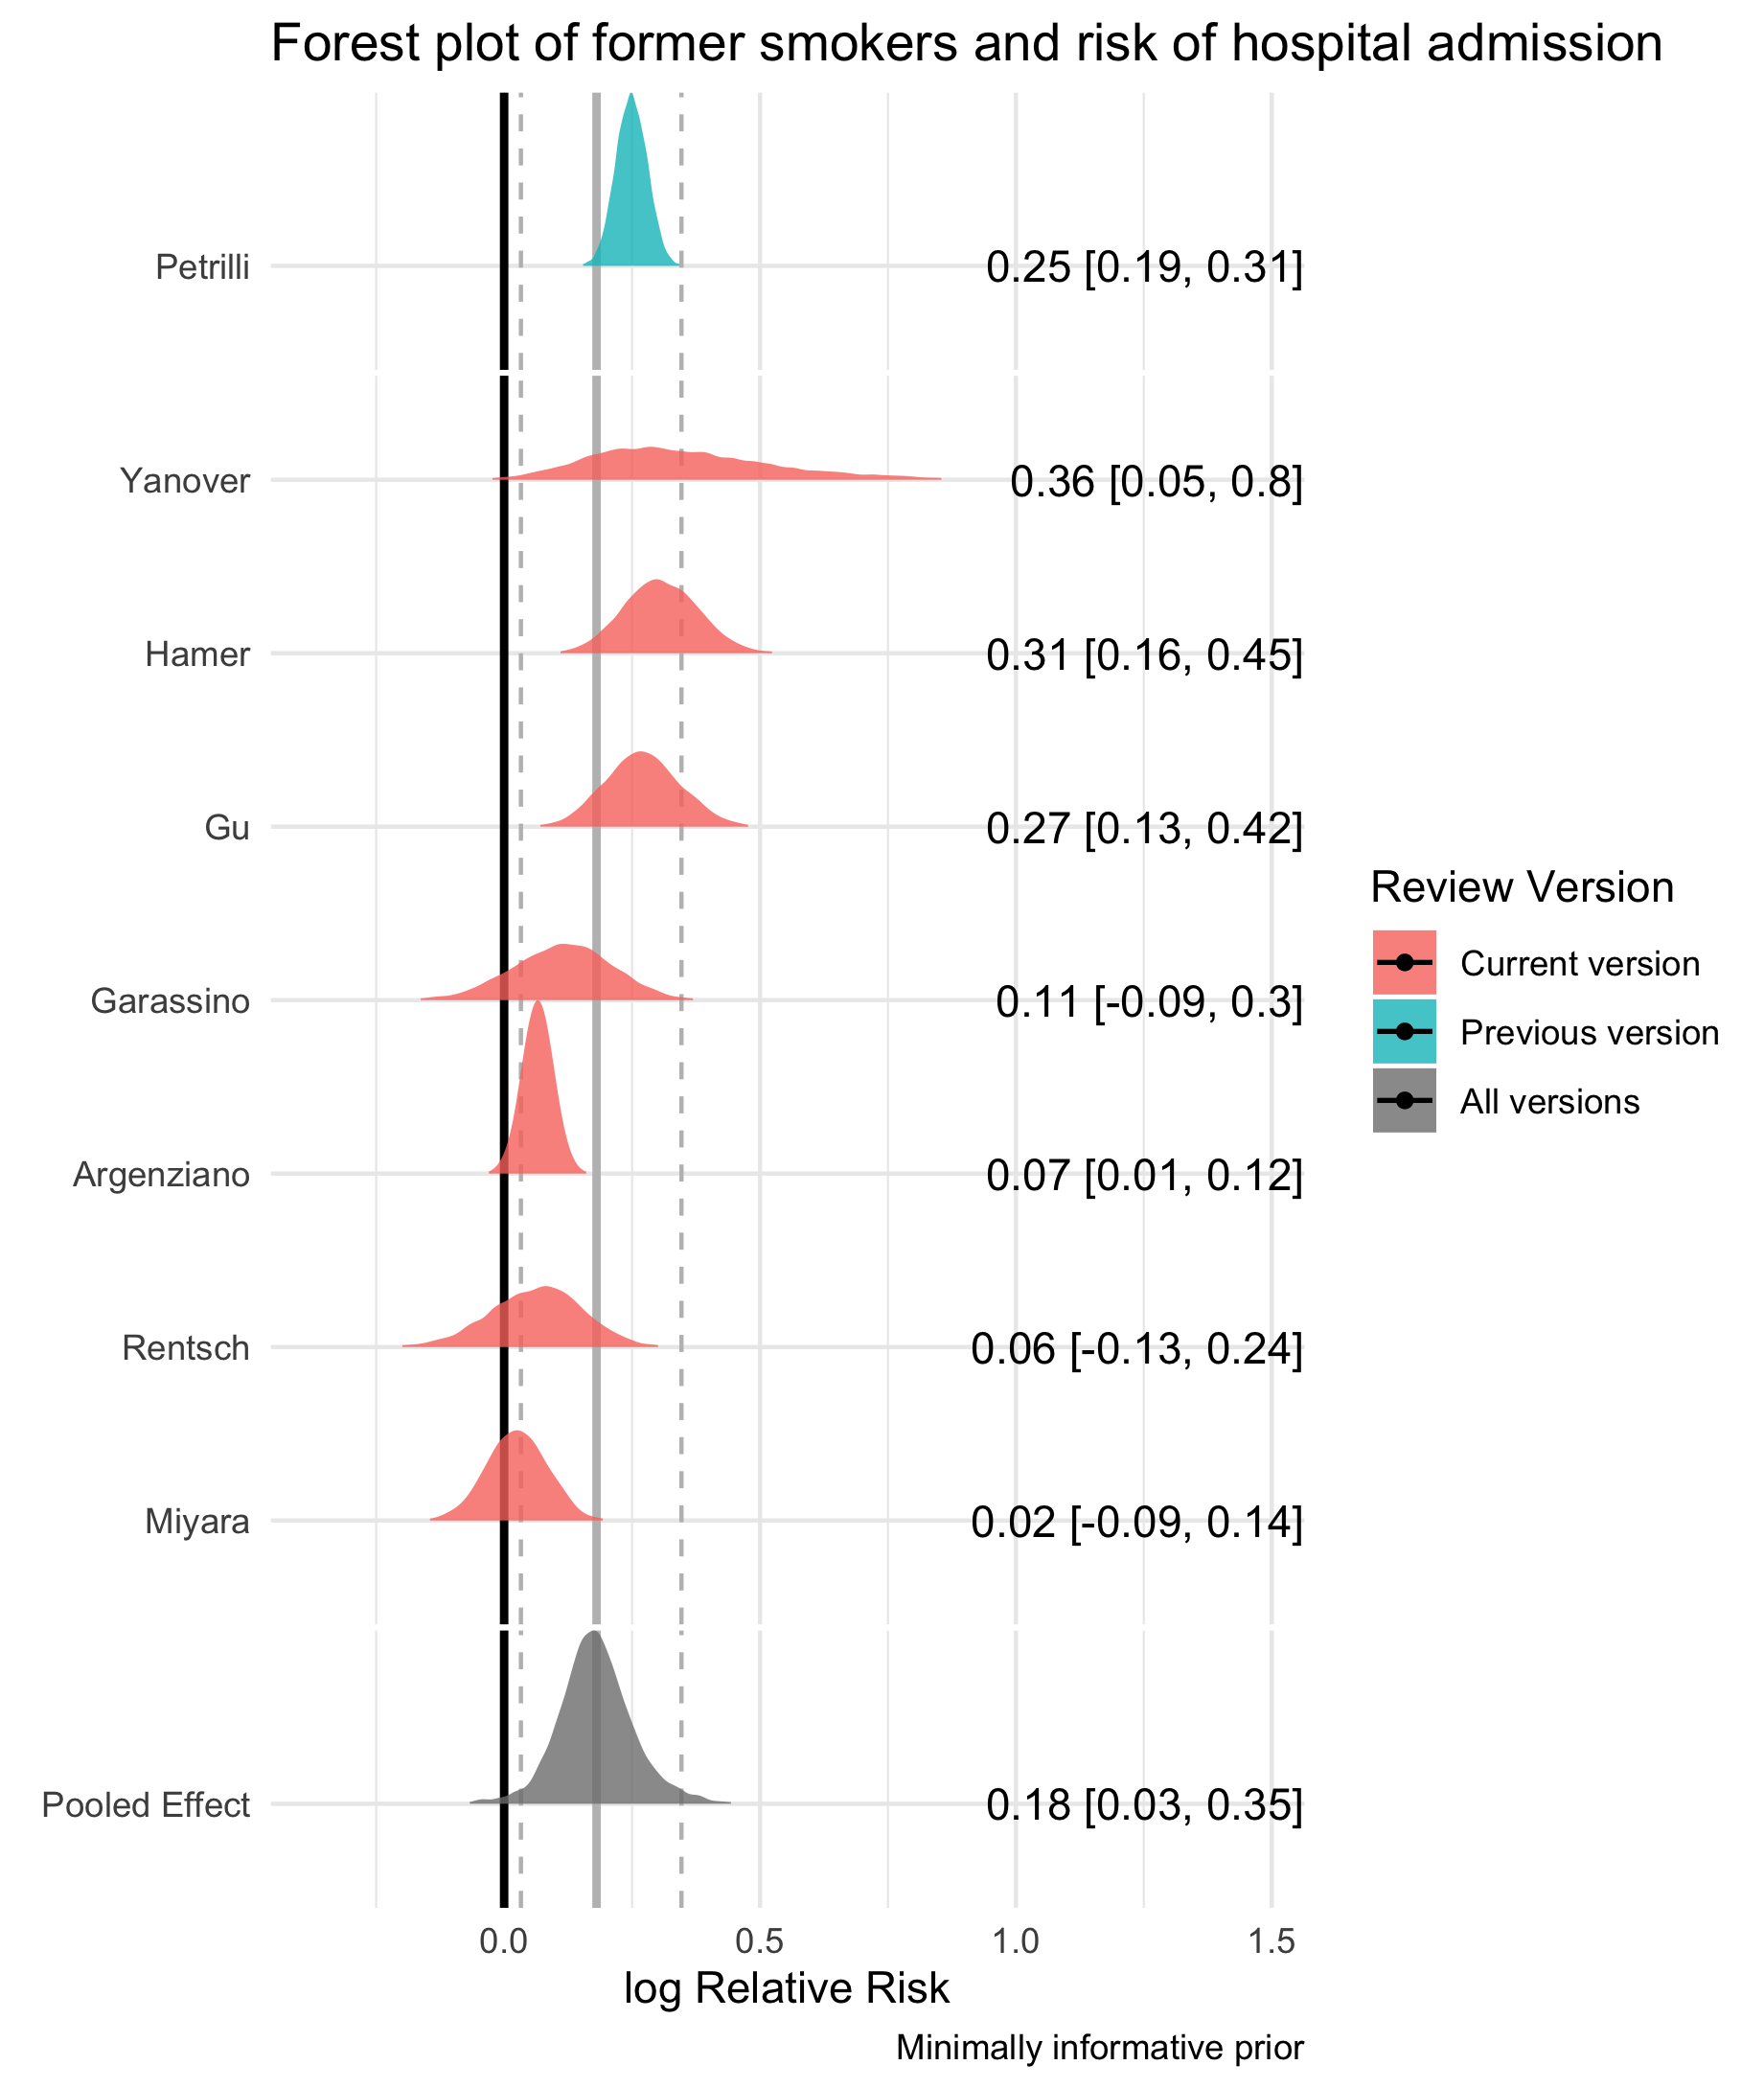 Forest plot of former smokers and risk of hospital admission
Petrilli 0.25 [0.19, 0.31]
Yanover 0.36 [0.05, 0.8]
Hamer 0.31 [0.16, 0.45]
Gu 0.27 [0.13, 0.42]
Garassino 0.11 [-0.09, 0.3]
Argenziano 0.07 [0.01, 0.12]
Rentsch 0.06 [-0.13, 0.24]
Miyara 0.02 [-0.09, 0.14]
Pooled Effect 0.18 [0.03, 0.35]
0.0 0.5 1.0 1.5
log Relative Risk
Minimally informative prior
Review Version
Current version
Previous version
All versions